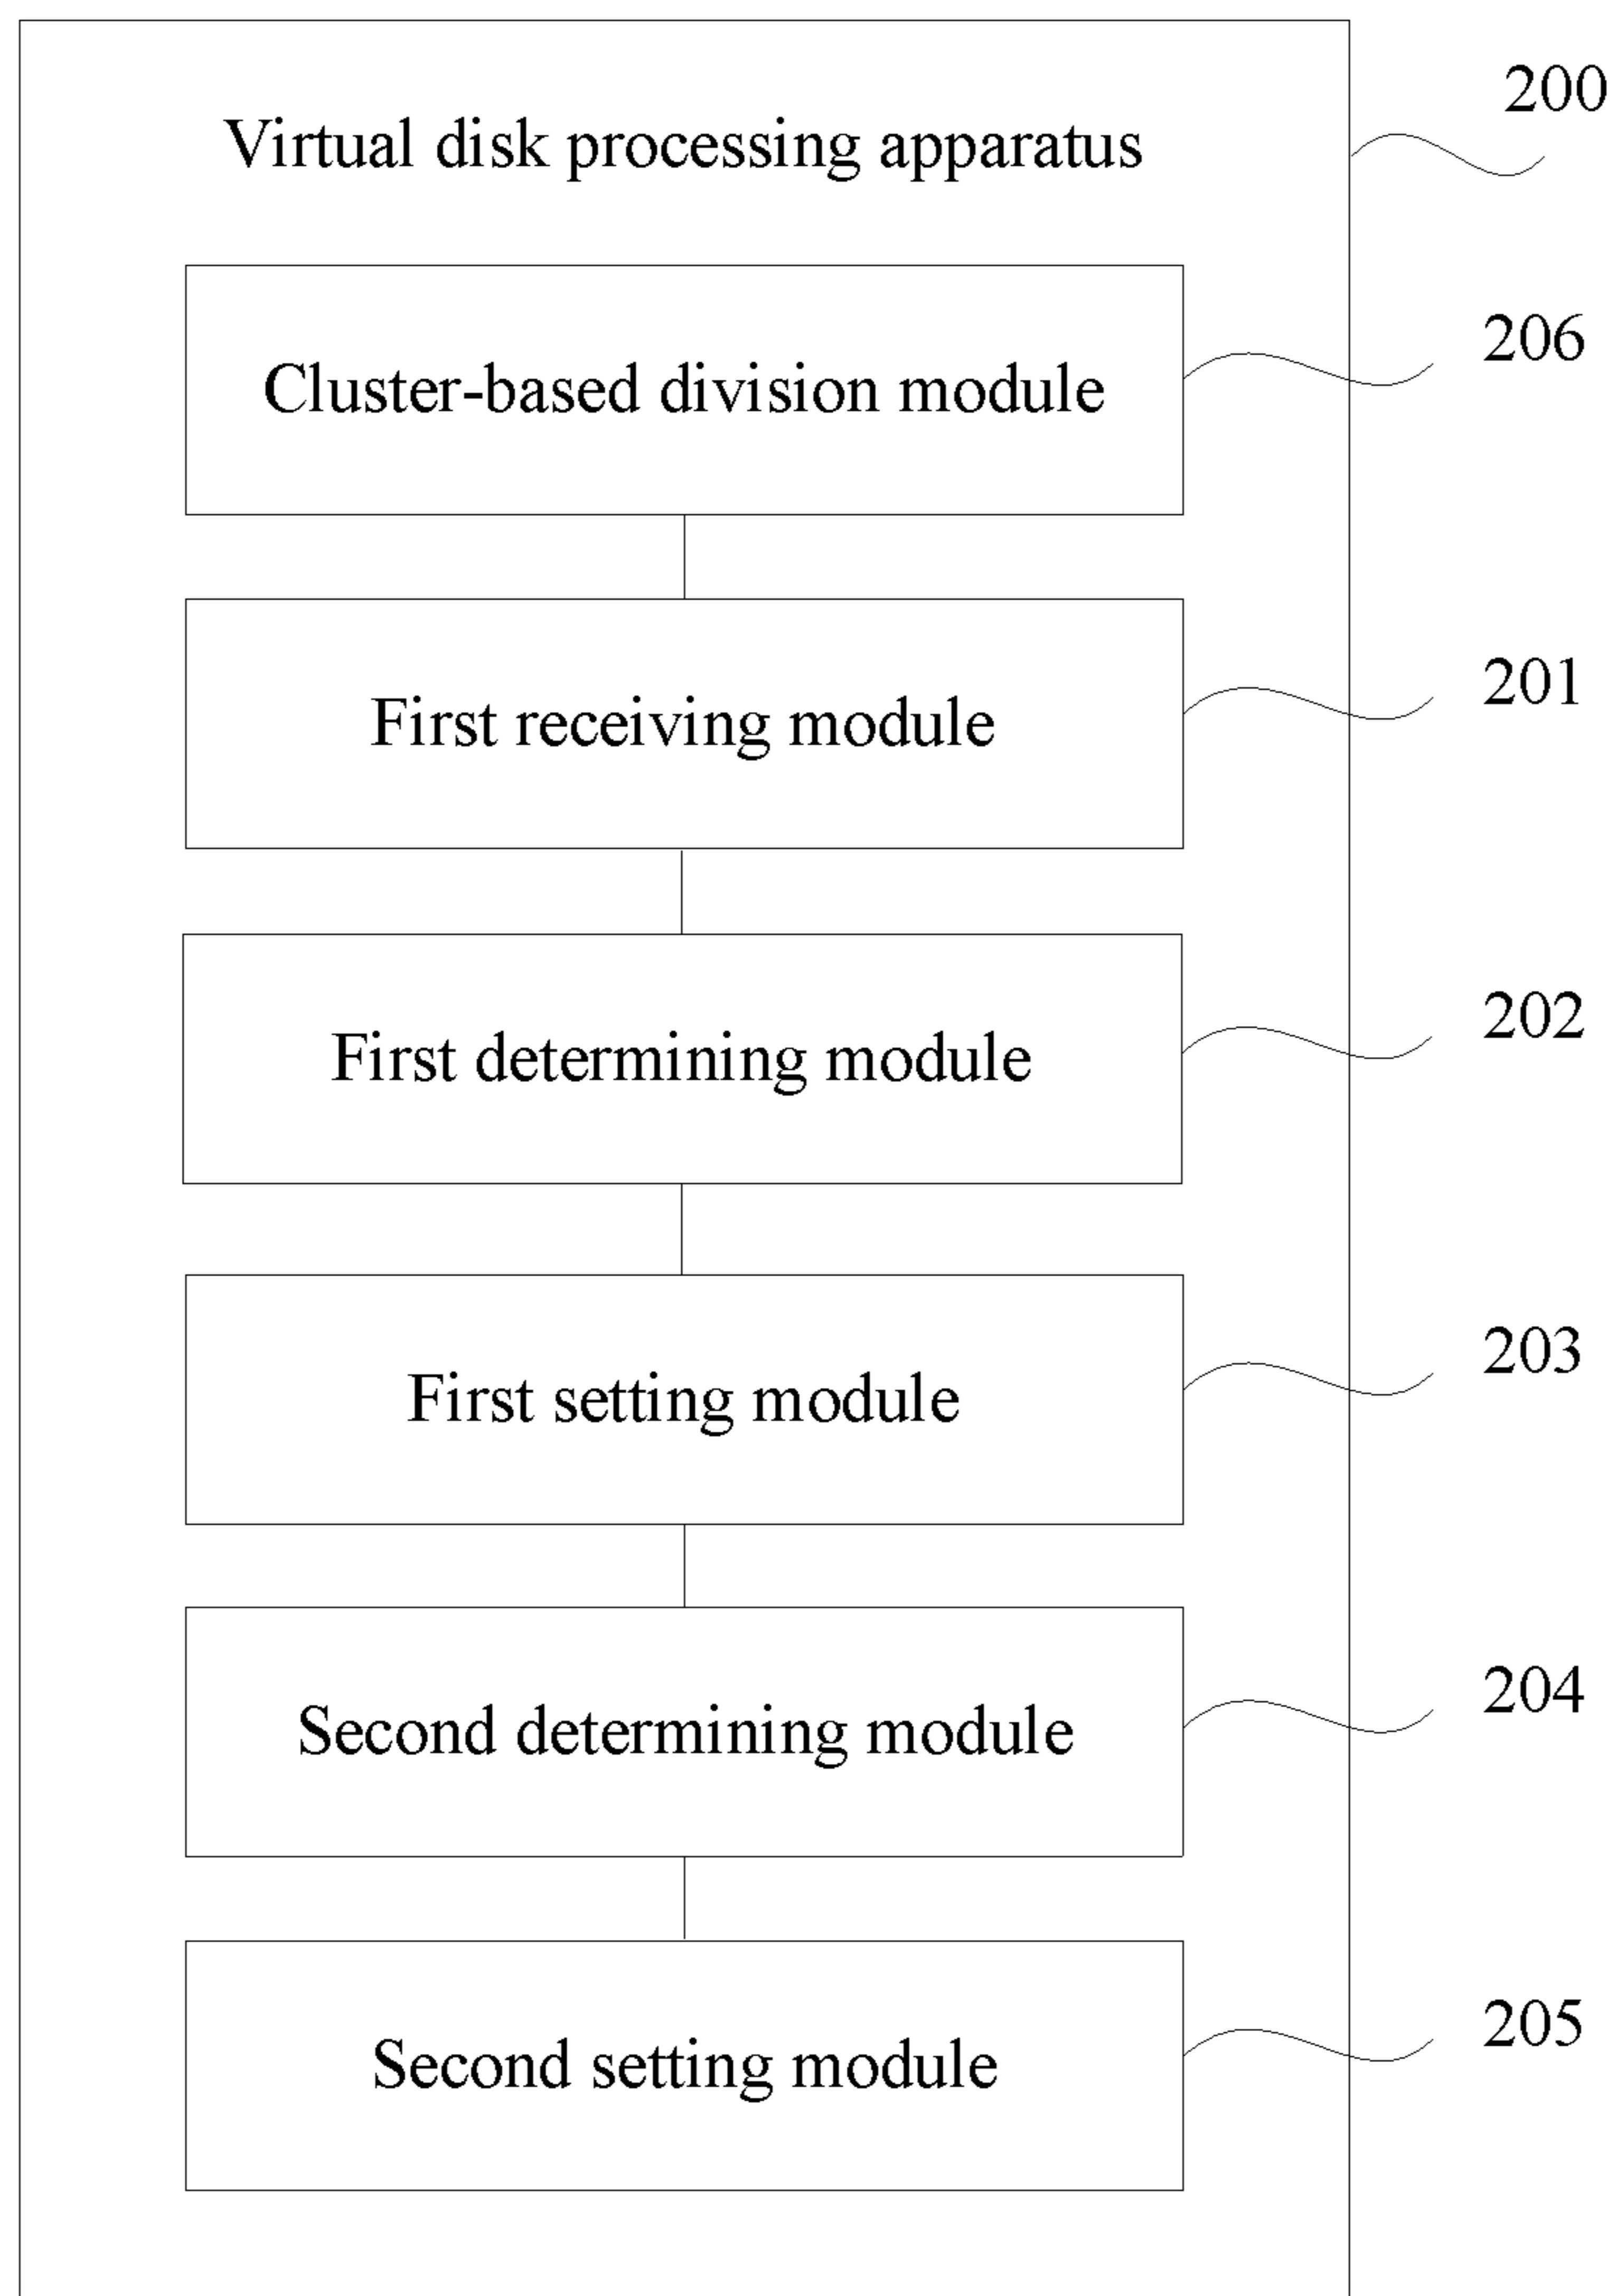 200
Virtual disk processing apparatus
206
Cluster-based division module
201
First receiving module
202
First determining module
203
First setting module
204
Second determining module
205
Second setting module